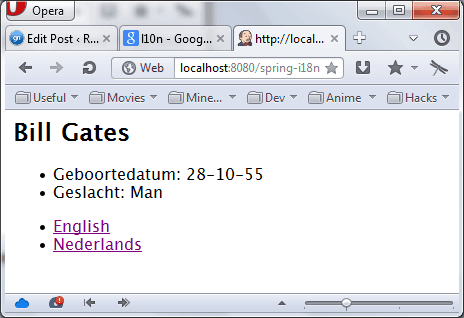 Opera
Edit Post ‹ R...
l10n - Goog...
http://local...
Web
localhost:8080/spring-i18n
Useful
Movies
Mine...
Dev
Anime
Hacks
Bill Gates
Geboortedatum: 28-10-55
Geslacht: Man
English
Nederlands